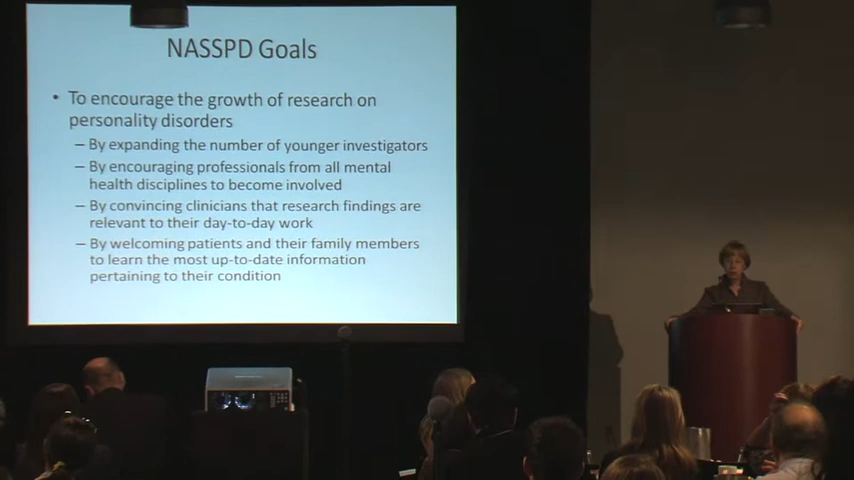 NASSPD Goals
• To encourage the growth of research on
personality disorders
– By expanding the number of younger investigators
– By encouraging professionals from all mental
health disciplines to become involved
– By convincing clinicians that research findings are
relevant to their day-to-day work
– By welcoming patients and their family members
to learn the most up-to-date information
pertaining to their condition